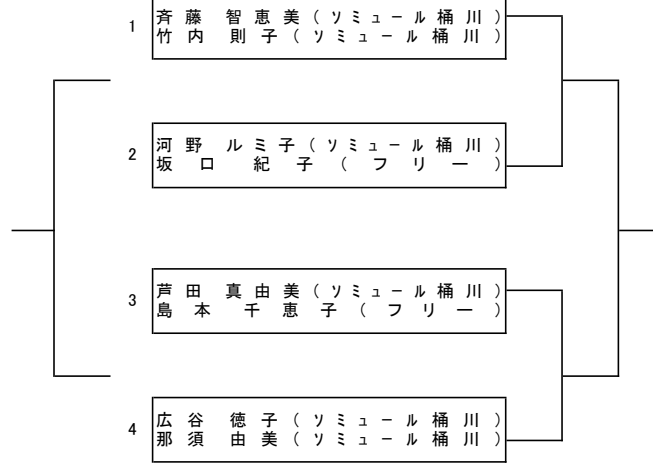 1 斉藤 智恵美(ソミュール桶川)
竹内 則子(ソミュール桶川)
2 河野 ルミ子(ソミュール桶川)
坂口 紀子(フリー)
3 芦田 真由美(ソミュール桶川)
島本 千恵子(フリー)
4 広谷 徳子(ソミュール桶川)
那須 由美(ソミュール桶川)